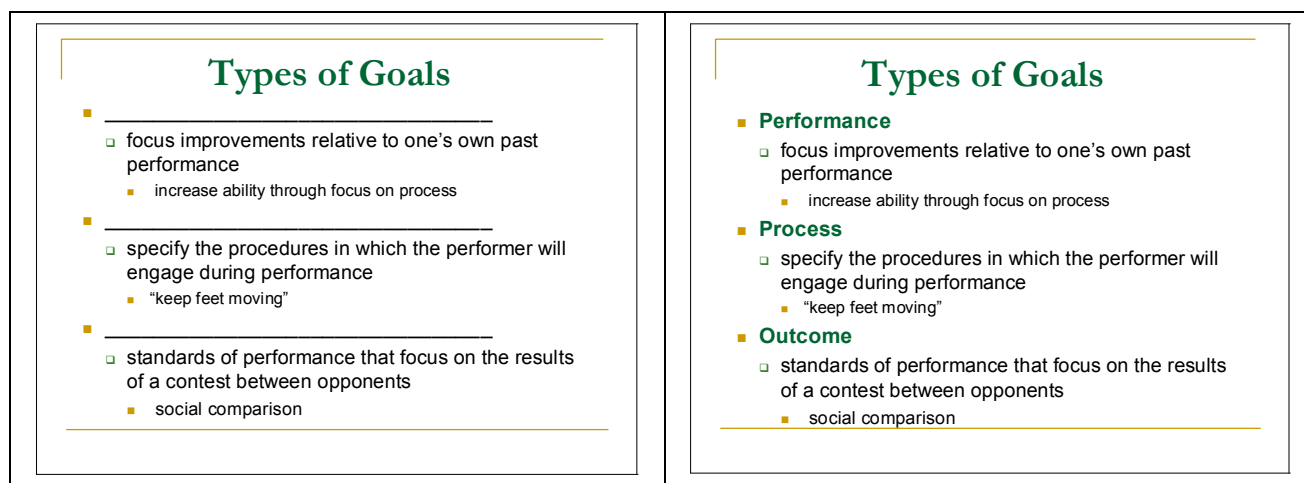 Types of Goals
________________________________
focus improvements relative to one’s own past
performance
increase ability through focus on process
________________________________
specify the procedures in which the performer will
engage during performance
“keep feet moving”
________________________________
standards of performance that focus on the results
of a contest between opponents
social comparison
Types of Goals
Performance
focus improvements relative to one’s own past
performance
increase ability through focus on process
Process
specify the procedures in which the performer will
engage during performance
“keep feet moving”
Outcome
standards of performance that focus on the results
of a contest between opponents
social comparison